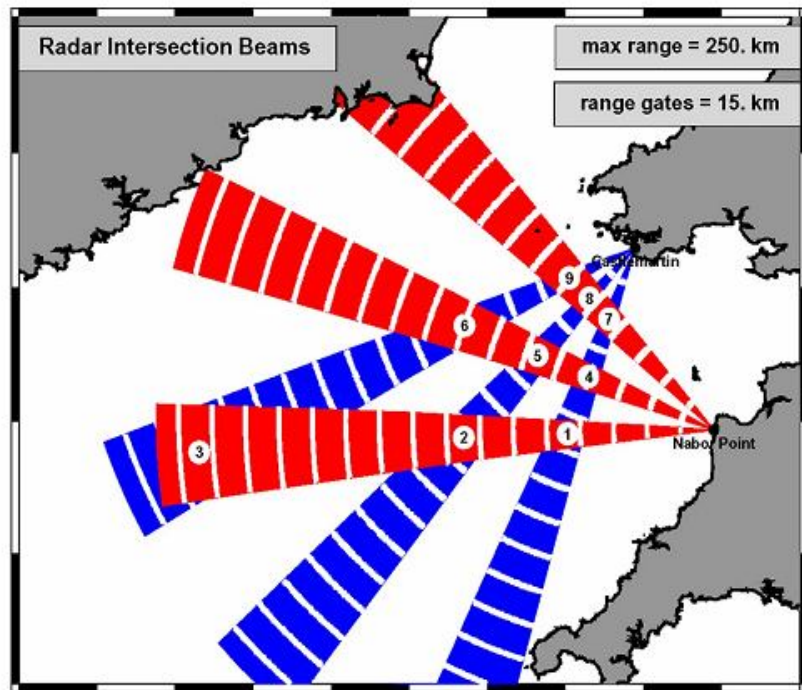 Radar Intersection Beams
max range = 250. km
range gates = 15. km
9
8
7
6
5
4
3
2
1
Nabo Point